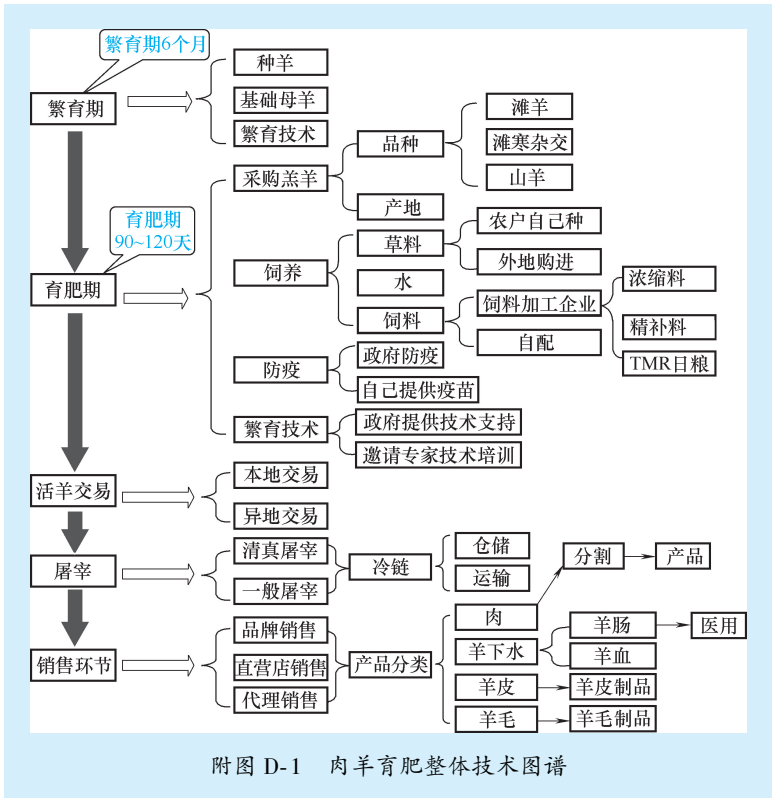 繁育期6个月
繁育期
种羊
基础母羊
繁育技术
育肥期
90~120天
育肥期
采购羔羊
品种
滩羊
滩寒杂交
山羊
产地
饲养
草料
农户自己种
外地购进
水
饲料
饲料加工企业
浓缩料
精补料
TMR日粮
自配
防疫
政府防疫
自己提供疫苗
繁育技术
政府提供技术支持
邀请专家技术培训
活羊交易
本地交易
异地交易
屠宰
清真屠宰
一般屠宰
冷链
仓储
运输
销售环节
品牌销售
直营店销售
代理销售
产品分类
肉
分割
产品
羊下水
羊肠
医用
羊血
羊皮
羊皮制品
羊毛
羊毛制品
附图 D-1 肉羊育肥整体技术图谱